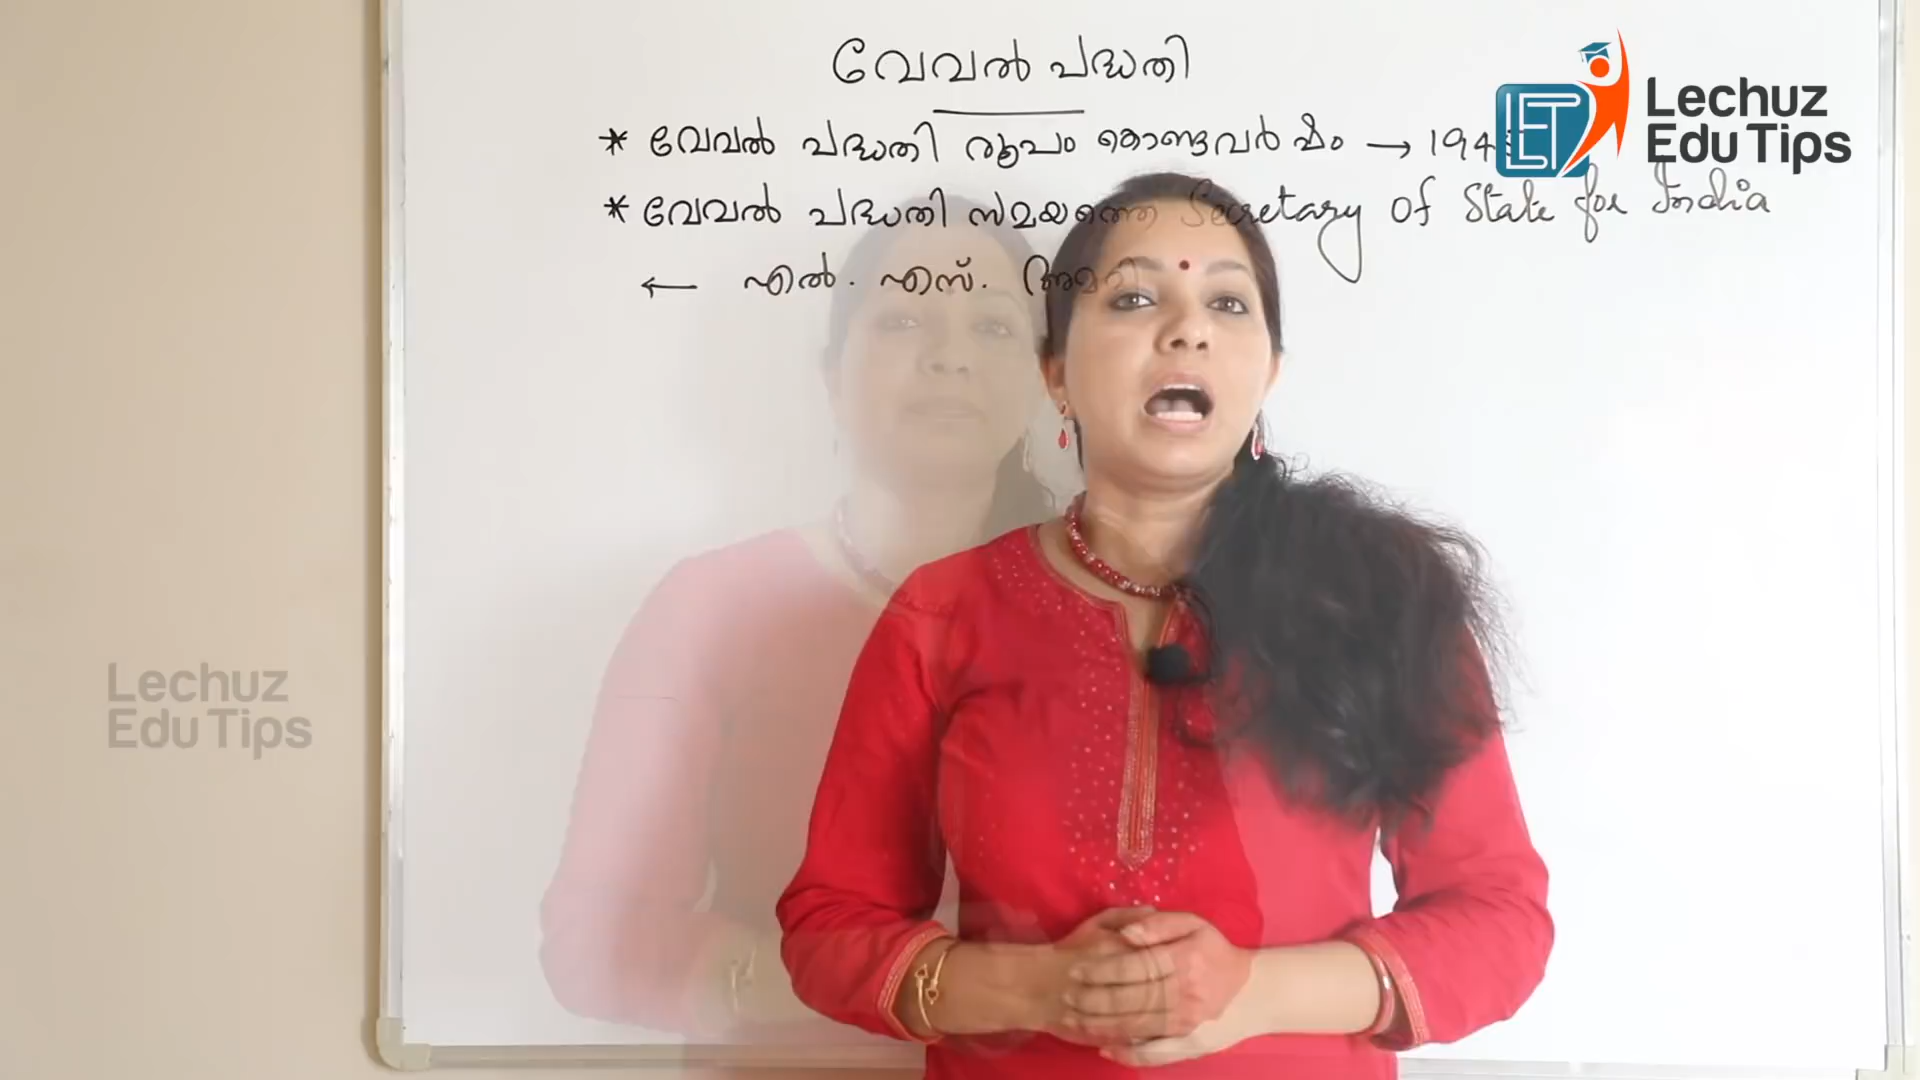 വേവൽ പദ്ധതി
* വേവൽ പദ്ധതി രൂപം കൊണ്ടവർഷം → 194
* വേവൽ പദ്ധതി സമയത്തെ Secretary Of State for India
← എൽ. എസ്. അമേറി
Lechuz
Edu Tips
Lechuz
Edu Tips